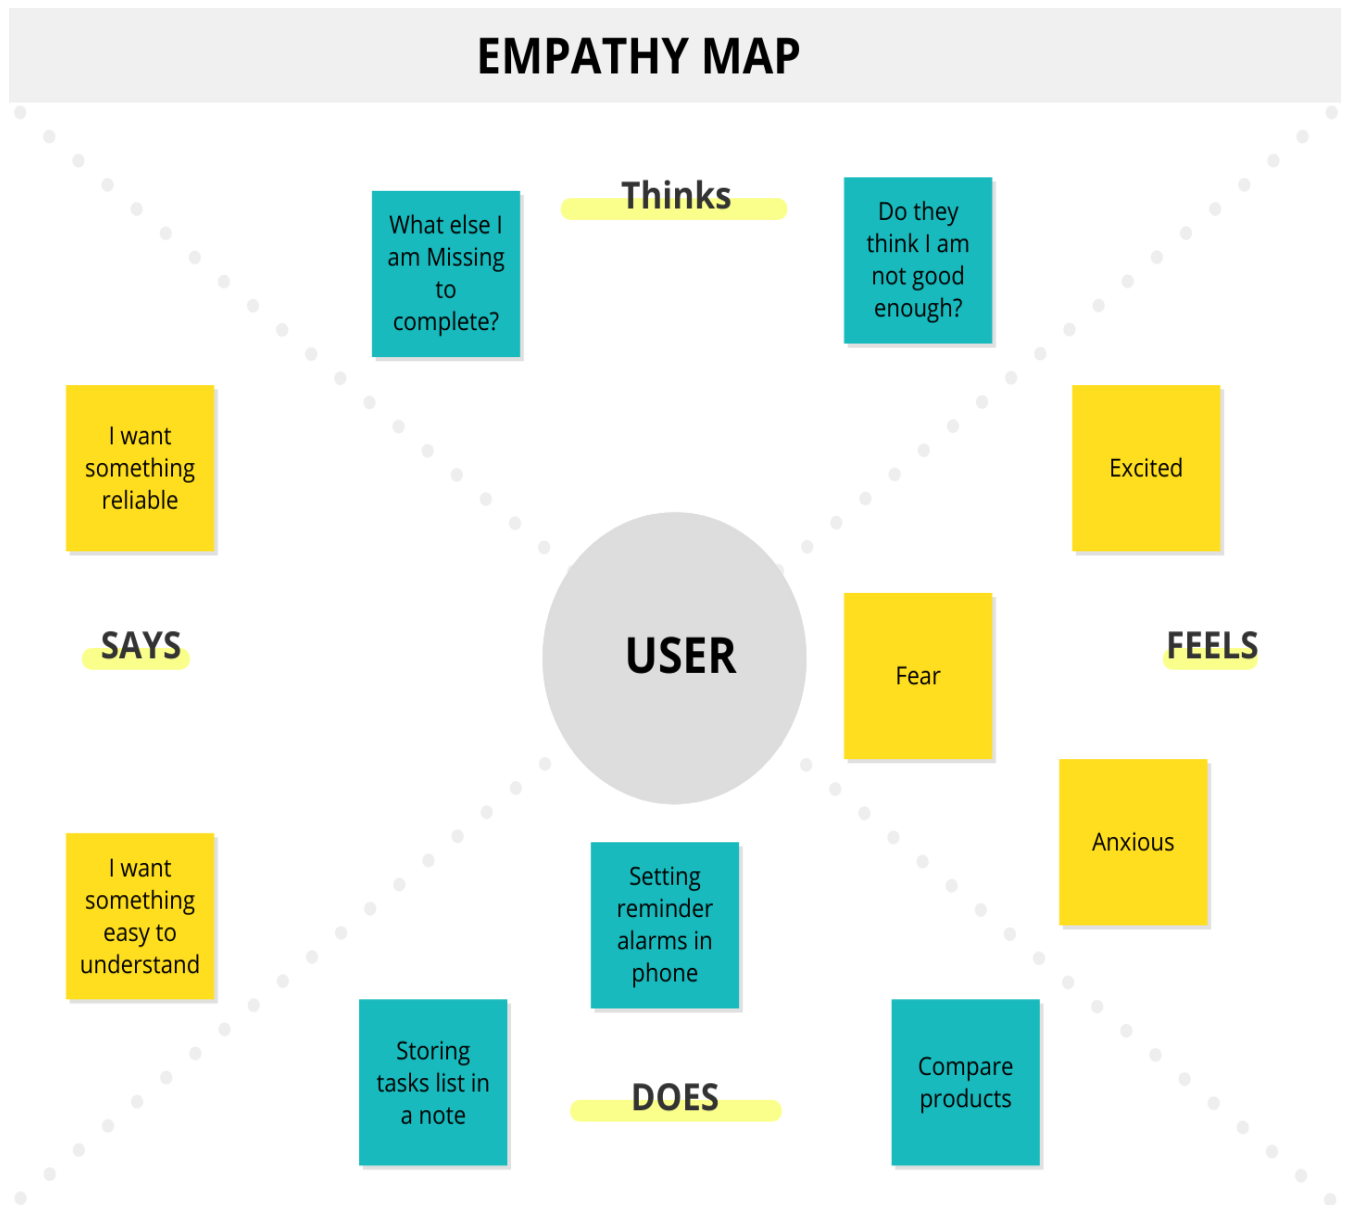 EMPATHY MAP
Thinks
What else I
am Missing
to
complete?
Do they
think I am
not good
enough?
I want
something
reliable
Excited
SAYS
USER
Fear
FEELS
Anxious
I want
something
easy to
understand
Setting
reminder
alarms in
phone
Storing
tasks list in
a note
DOES
Compare
products